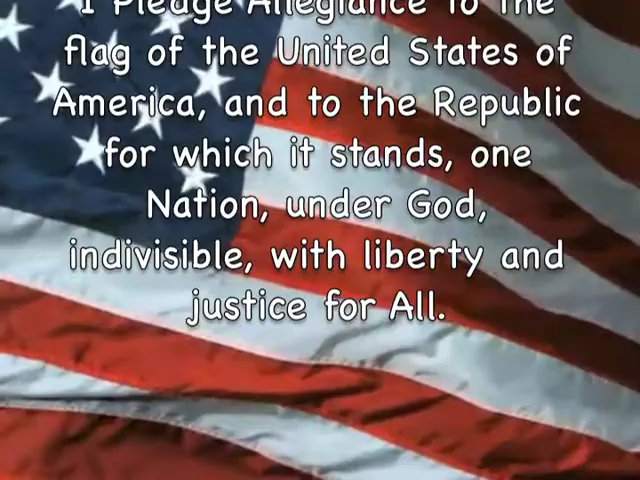 I Pledge Allegiance to the
flag of the United States of
America, and to the Republic
for which it stands, one
Nation, under God,
indivisible, with liberty and
justice for All.